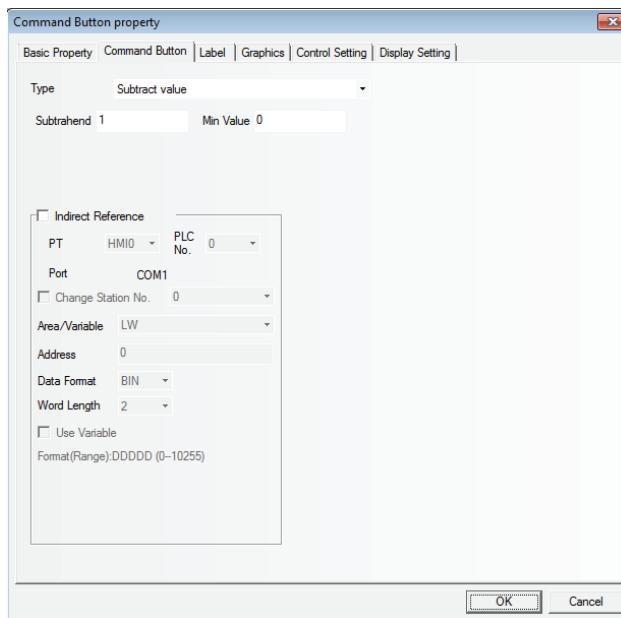 Command Button property
Basic Property Command Button Label Graphics Control Setting Display Setting
Type Subtract value
Subtrahend 1 Min Value 0
Indirect Reference
PT HMI0 PLC No. 0
Port COM1
Change Station No. 0
Area/Variable LW
Address 0
Data Format BIN
Word Length 2
Use Variable
Format(Range):DDDDD (0--10255)
OK Cancel